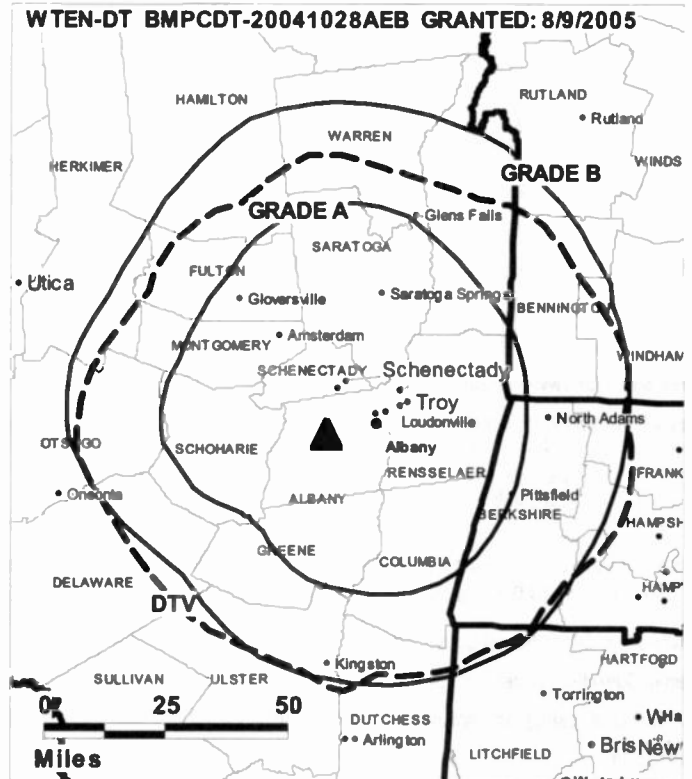 WTEN-DT BMPCDT-20041028AEB GRANTED: 8/9/2005
RUTLAND
HAMILTON
Rutland
WARREN
HERKIMER
WINDS
GRADE B
GRADE A
Glens Falls
SARATOGA
FULTON
Utica
Gloversville
Saratoga Springs
BENNINGTON
Amsterdam
MONTGOMERY
WINDHAM
SCHENECTADY
Schenectady
Troy
North Adams
Loudonville
OTSEGO
SCHOHARIE
Albany
FRANK
RENSSELAER
Oneonta
ALBANY
Pittsfield
BERKSHIRE
HAMPSH
GREENE
COLUMBIA
DELAWARE
HAMP
DTV
Kingston
HARTFORD
SULLIVAN
ULSTER
Torrington
0
25
50
DUTCHESS
Arlington
Miles
LITCHFIELD
Bris
New